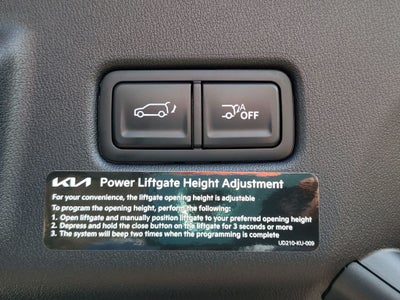 A
OFF
KIA Power Liftgate Height Adjustment
For your convenience, the liftgate opening height is adjustable
To program the opening height, perform the following:
1. Open liftgate and manually position liftgate to your preferred opening height
2. Depress and hold the close button on the liftgate for 3 seconds or more
3. The system will beep two times when the programming is complete
UD210-KU-009